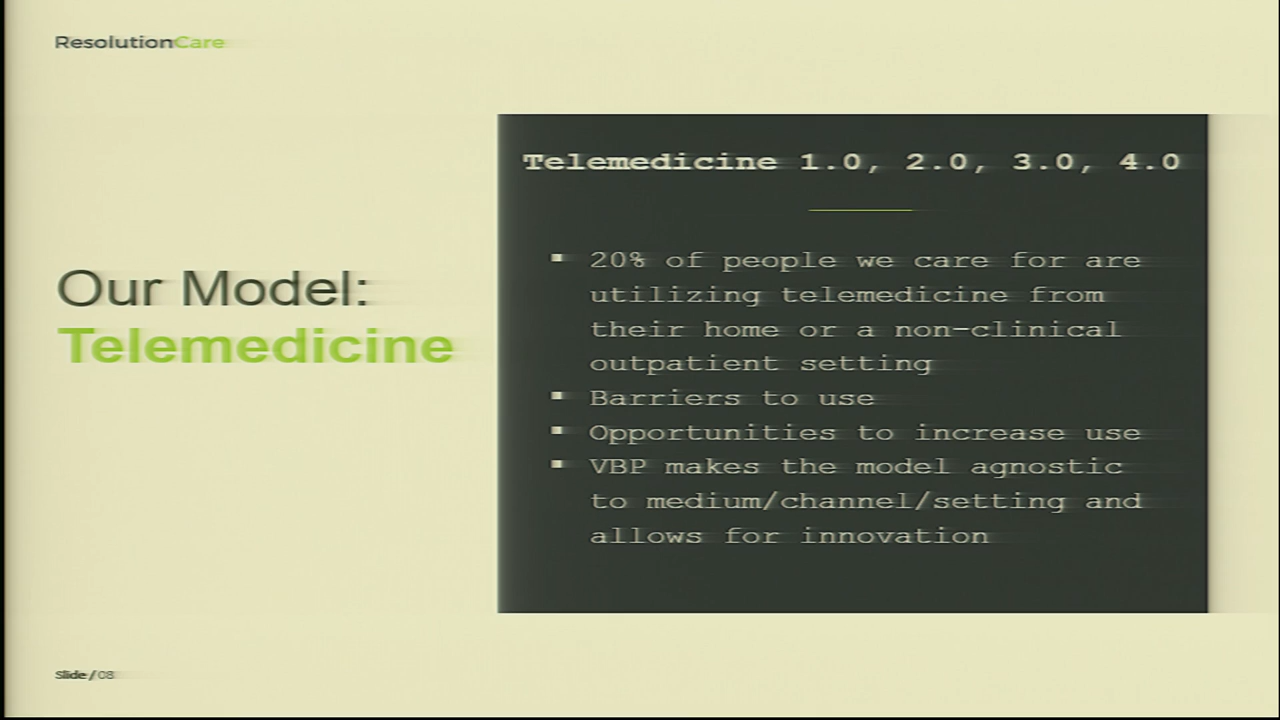 ResolutionCare
Our Model:
Telemedicine
Telemedicine 1.0, 2.0, 3.0, 4.0
▪ 20% of people we care for are
utilizing telemedicine from
their home or a non-clinical
outpatient setting
▪ Barriers to use
▪ Opportunities to increase use
▪ VBP makes the model agnostic
to medium/channel/setting and
allows for innovation
Slide / 08